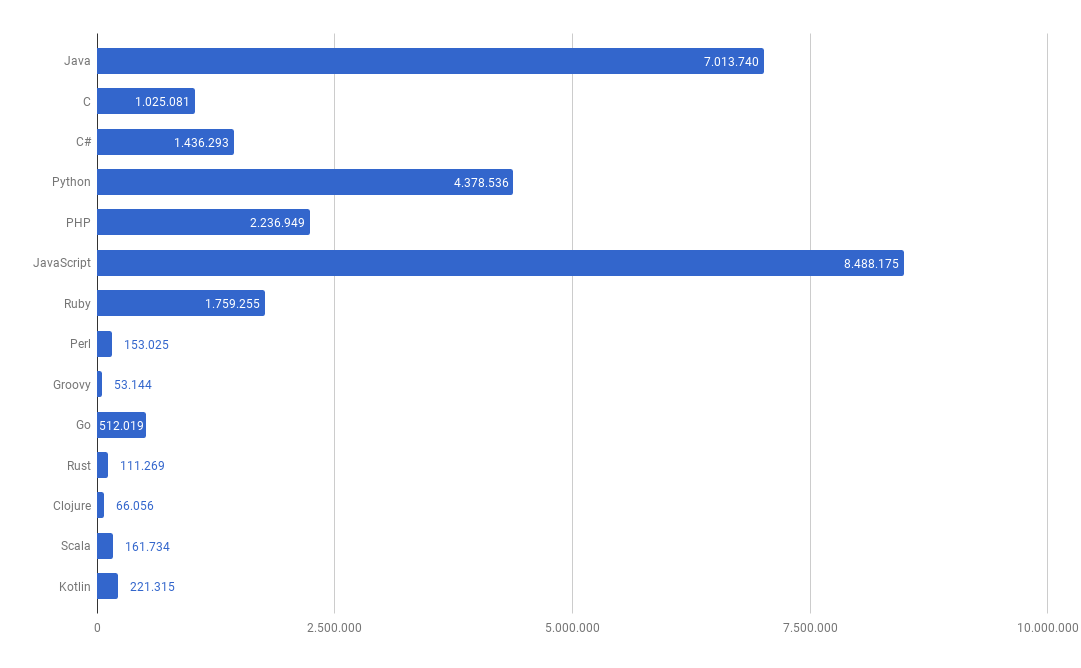 Java 7.013.740
C 1.025.081
C# 1.436.293
Python 4.378.536
PHP 2.236.949
JavaScript 8.488.175
Ruby 1.759.255
Perl 153.025
Groovy 53.144
Go 512.019
Rust 111.269
Clojure 66.056
Scala 161.734
Kotlin 221.315
0 2.500.000 5.000.000 7.500.000 10.000.000